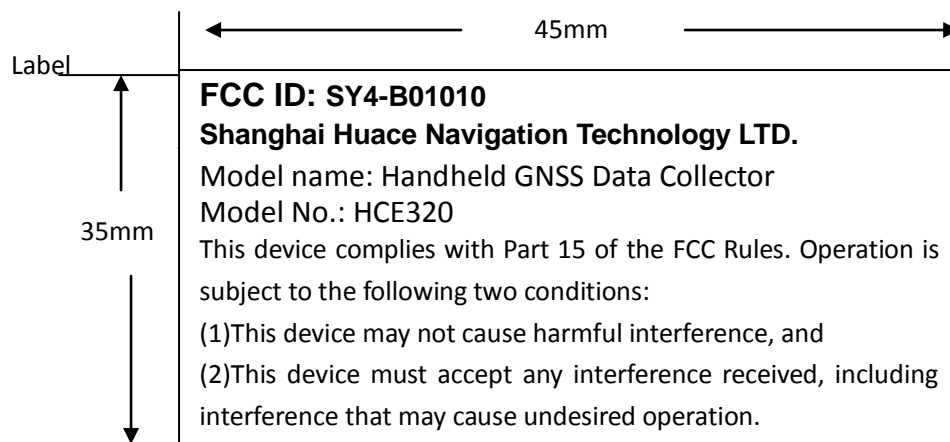 45mm
Label
FCC ID: SY4-B01010
Shanghai Huace Navigation Technology LTD.
Model name: Handheld GNSS Data Collector
Model No.: HCE320
35mm
This device complies with Part 15 of the FCC Rules. Operation is
subject to the following two conditions:
(1)This device may not cause harmful interference, and
(2)This device must accept any interference received, including
interference that may cause undesired operation.